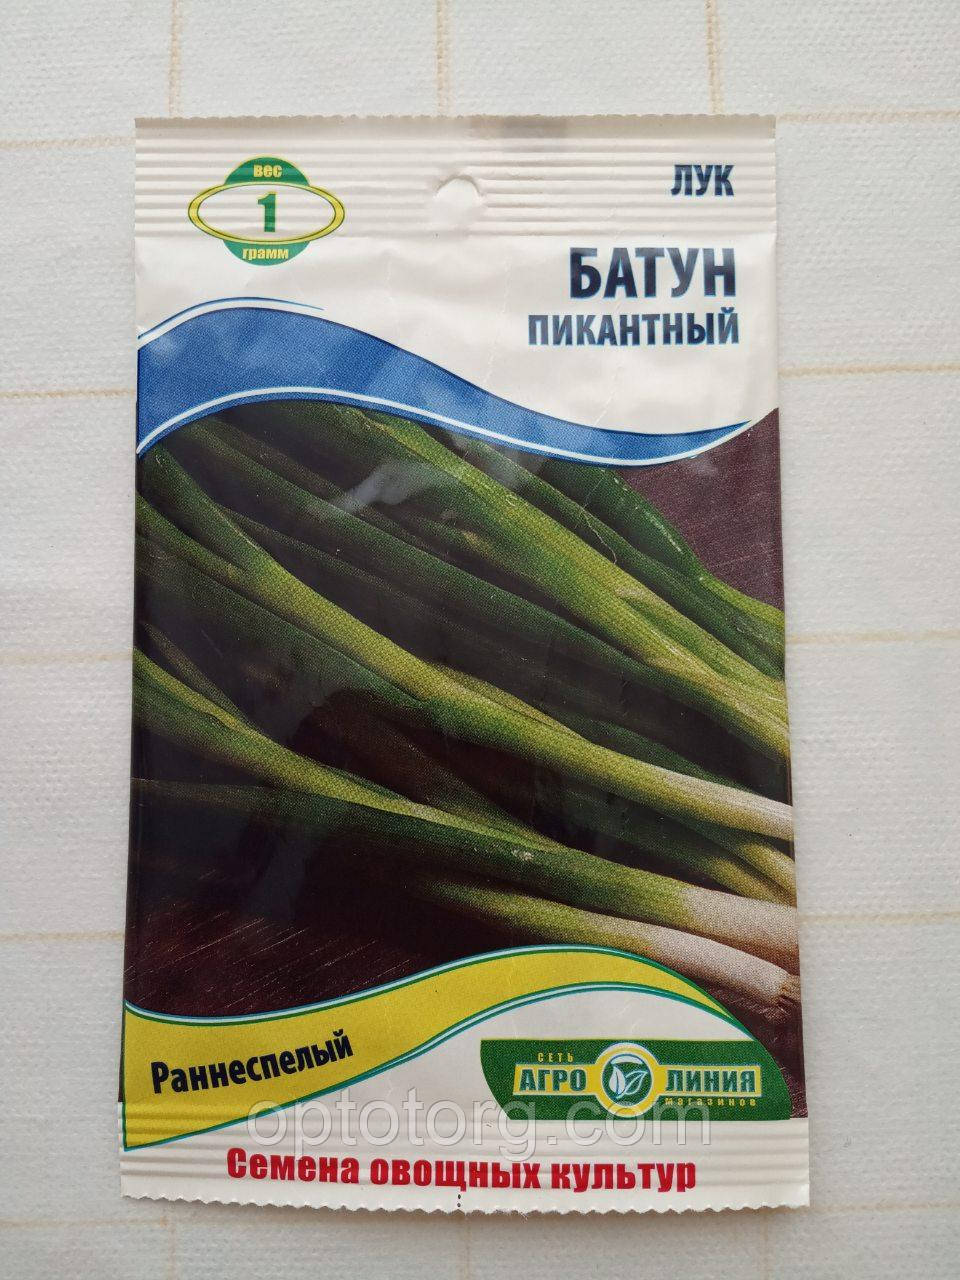 вес
1
грамм
ЛУК
БАТУН
ПИКАНТНЫЙ
Раннеспелый
СЕТЬ
АГРО ЛИНИЯ
магазинов
optotorg.com
Семена овощных культур